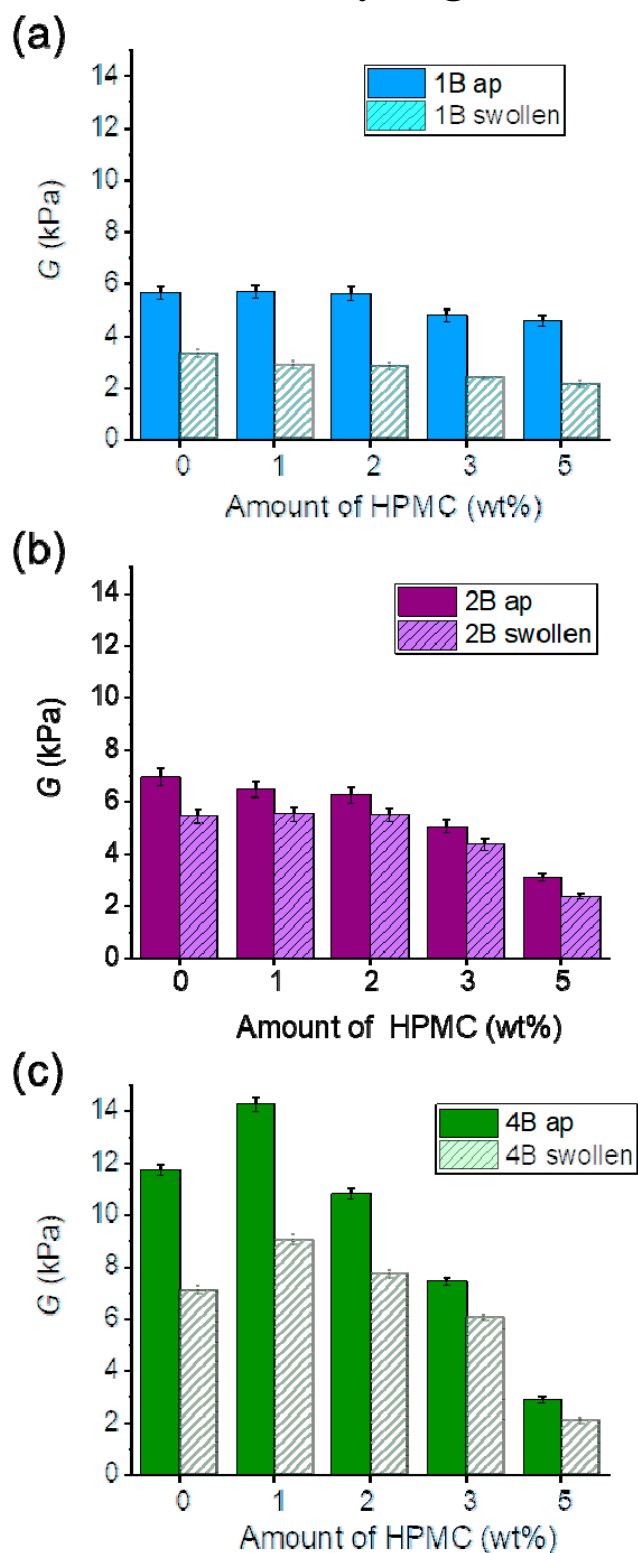 (a)
14
12
10
8
6
4
2
0
G (kPa)
1B ap
1B swollen
0 1 2 3 5
Amount of HPMC (wt%)
(b)
14
12
10
8
6
4
2
0
G (kPa)
2B ap
2B swollen
0 1 2 3 5
Amount of HPMC (wt%)
(c)
14
12
10
8
6
4
2
0
G (kPa)
4B ap
4B swollen
0 1 2 3 5
Amount of HPMC (wt%)